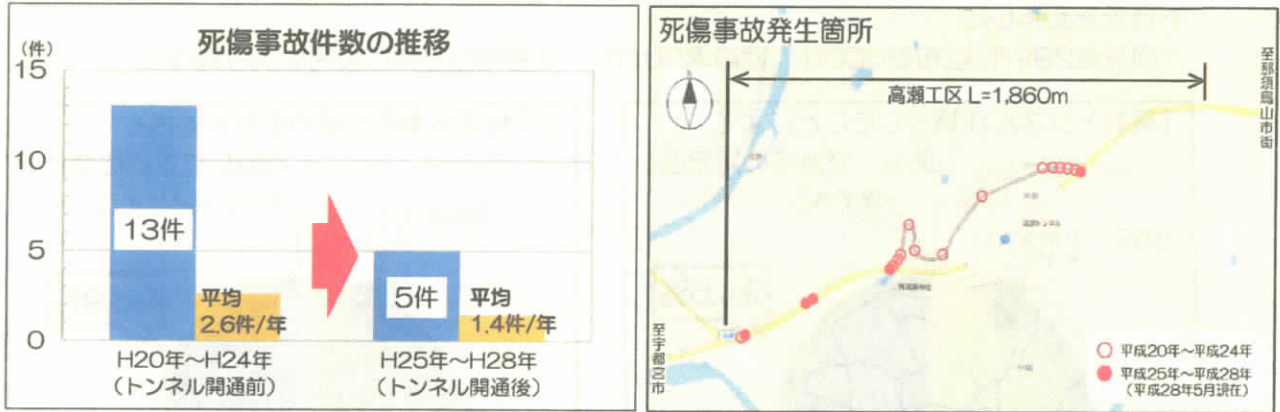 死傷事故件数の推移
(件)
15
10
5
0
13件
平均
2.6件/年
5件
平均
1.4件/年
H20年～H24年
(トンネル開通前)
H25年～H28年
(トンネル開通後)
死傷事故発生箇所
高瀬工区 L=1,860m
至那須烏山市街
至宇都宮市
平成20年～平成24年
平成25年～平成28年
(平成28年5月現在)